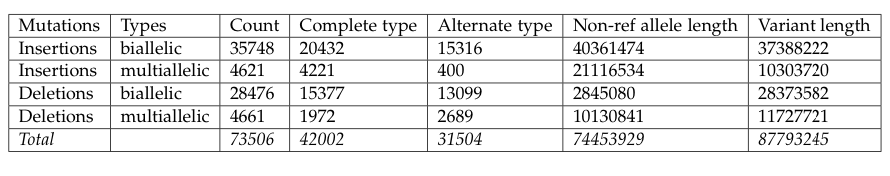 Mutations Types Count Complete type Alternate type Non-ref allele length Variant length
Insertions biallelic 35748 20432 15316 40361474 37388222
Insertions multiallelic 4621 4221 400 21116534 10303720
Deletions biallelic 28476 15377 13099 2845080 28373582
Deletions multiallelic 4661 1972 2689 10130841 11727721
Total 73506 42002 31504 74453929 87793245